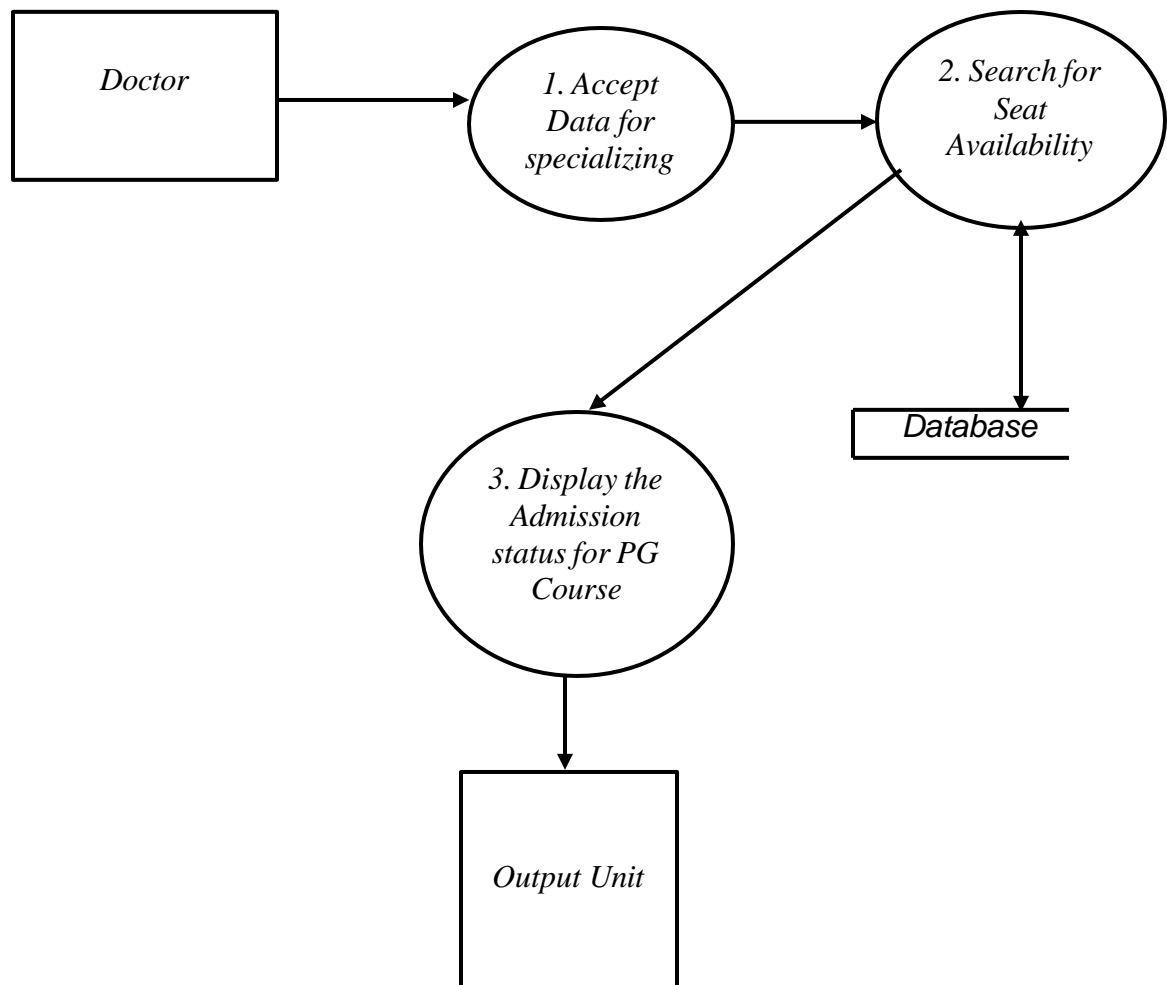 Doctor
1. Accept
Data for
specializing
2. Search for
Seat
Availability
Database
3. Display the
Admission
status for PG
Course
Output Unit